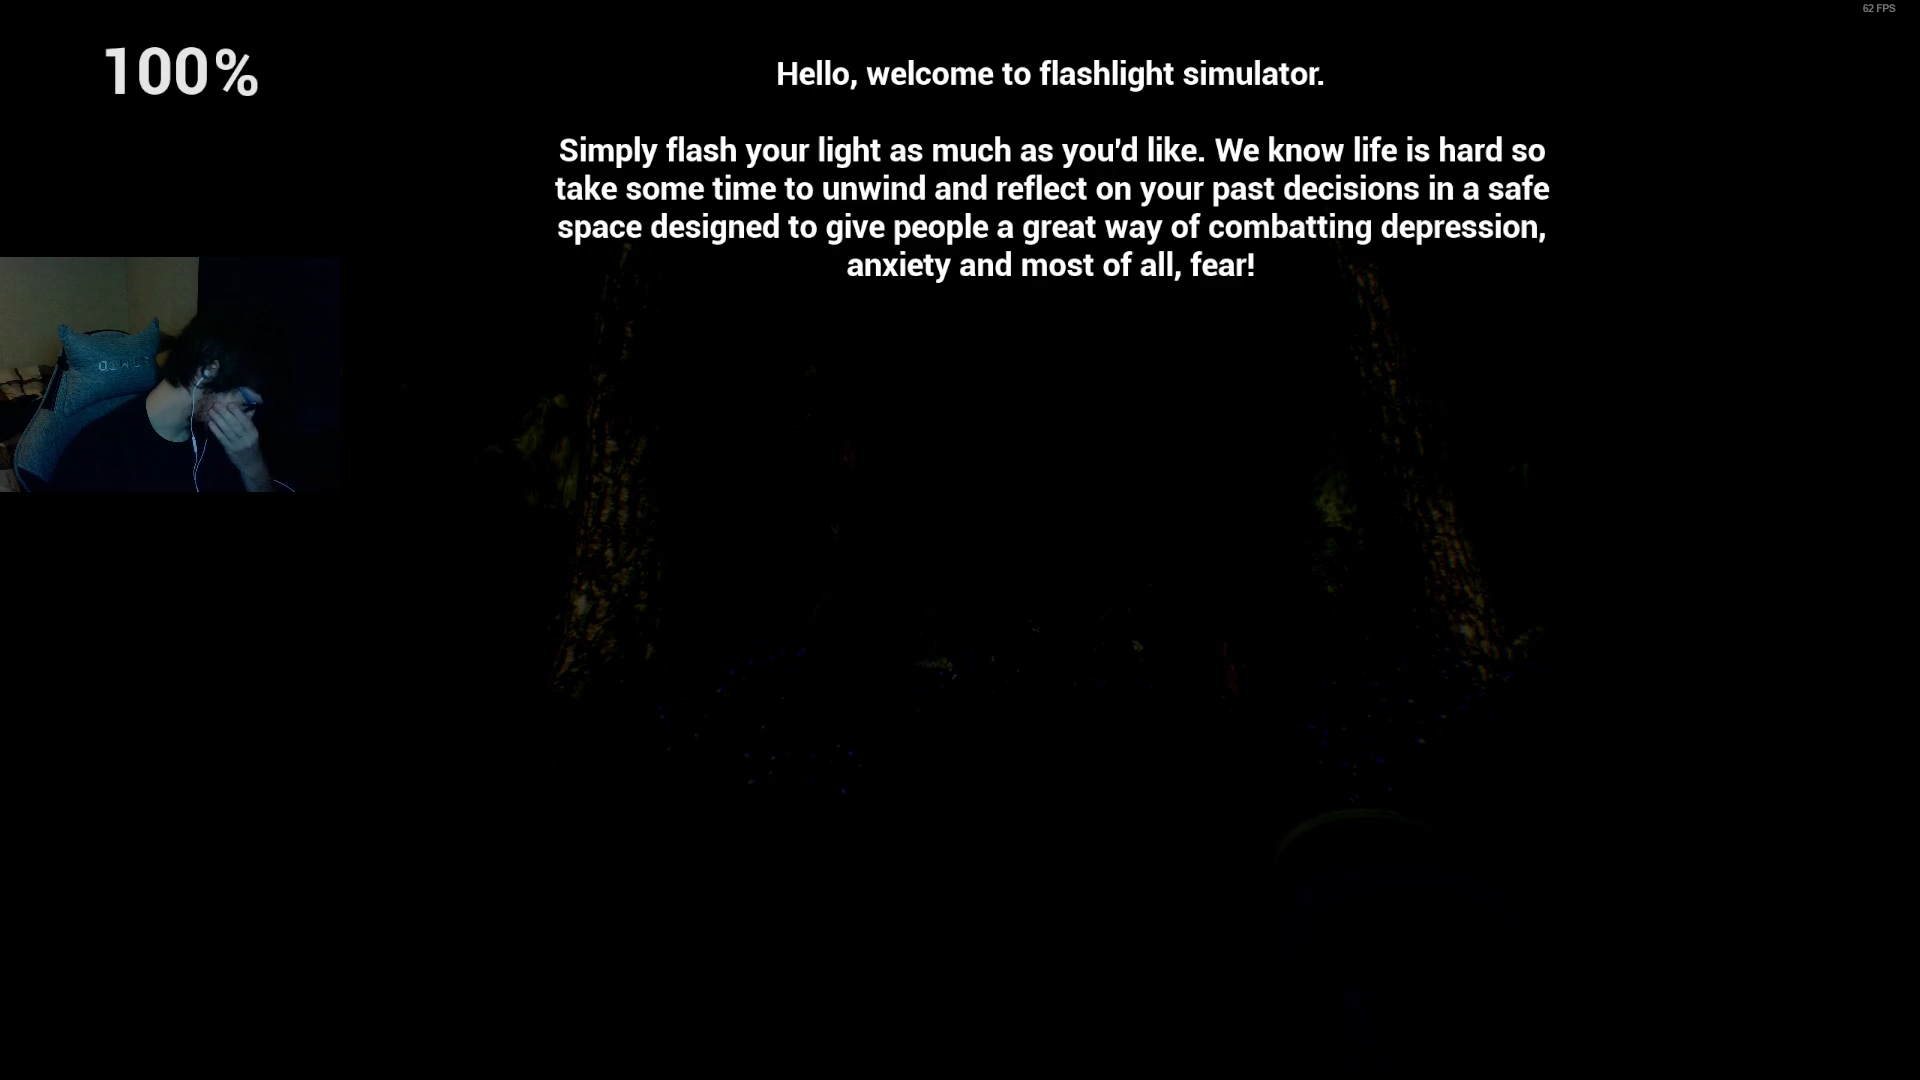 62 FPS
100%
Hello, welcome to flashlight simulator.
Simply flash your light as much as you'd like. We know life is hard so
take some time to unwind and reflect on your past decisions in a safe
space designed to give people a great way of combatting depression,
anxiety and most of all, fear!